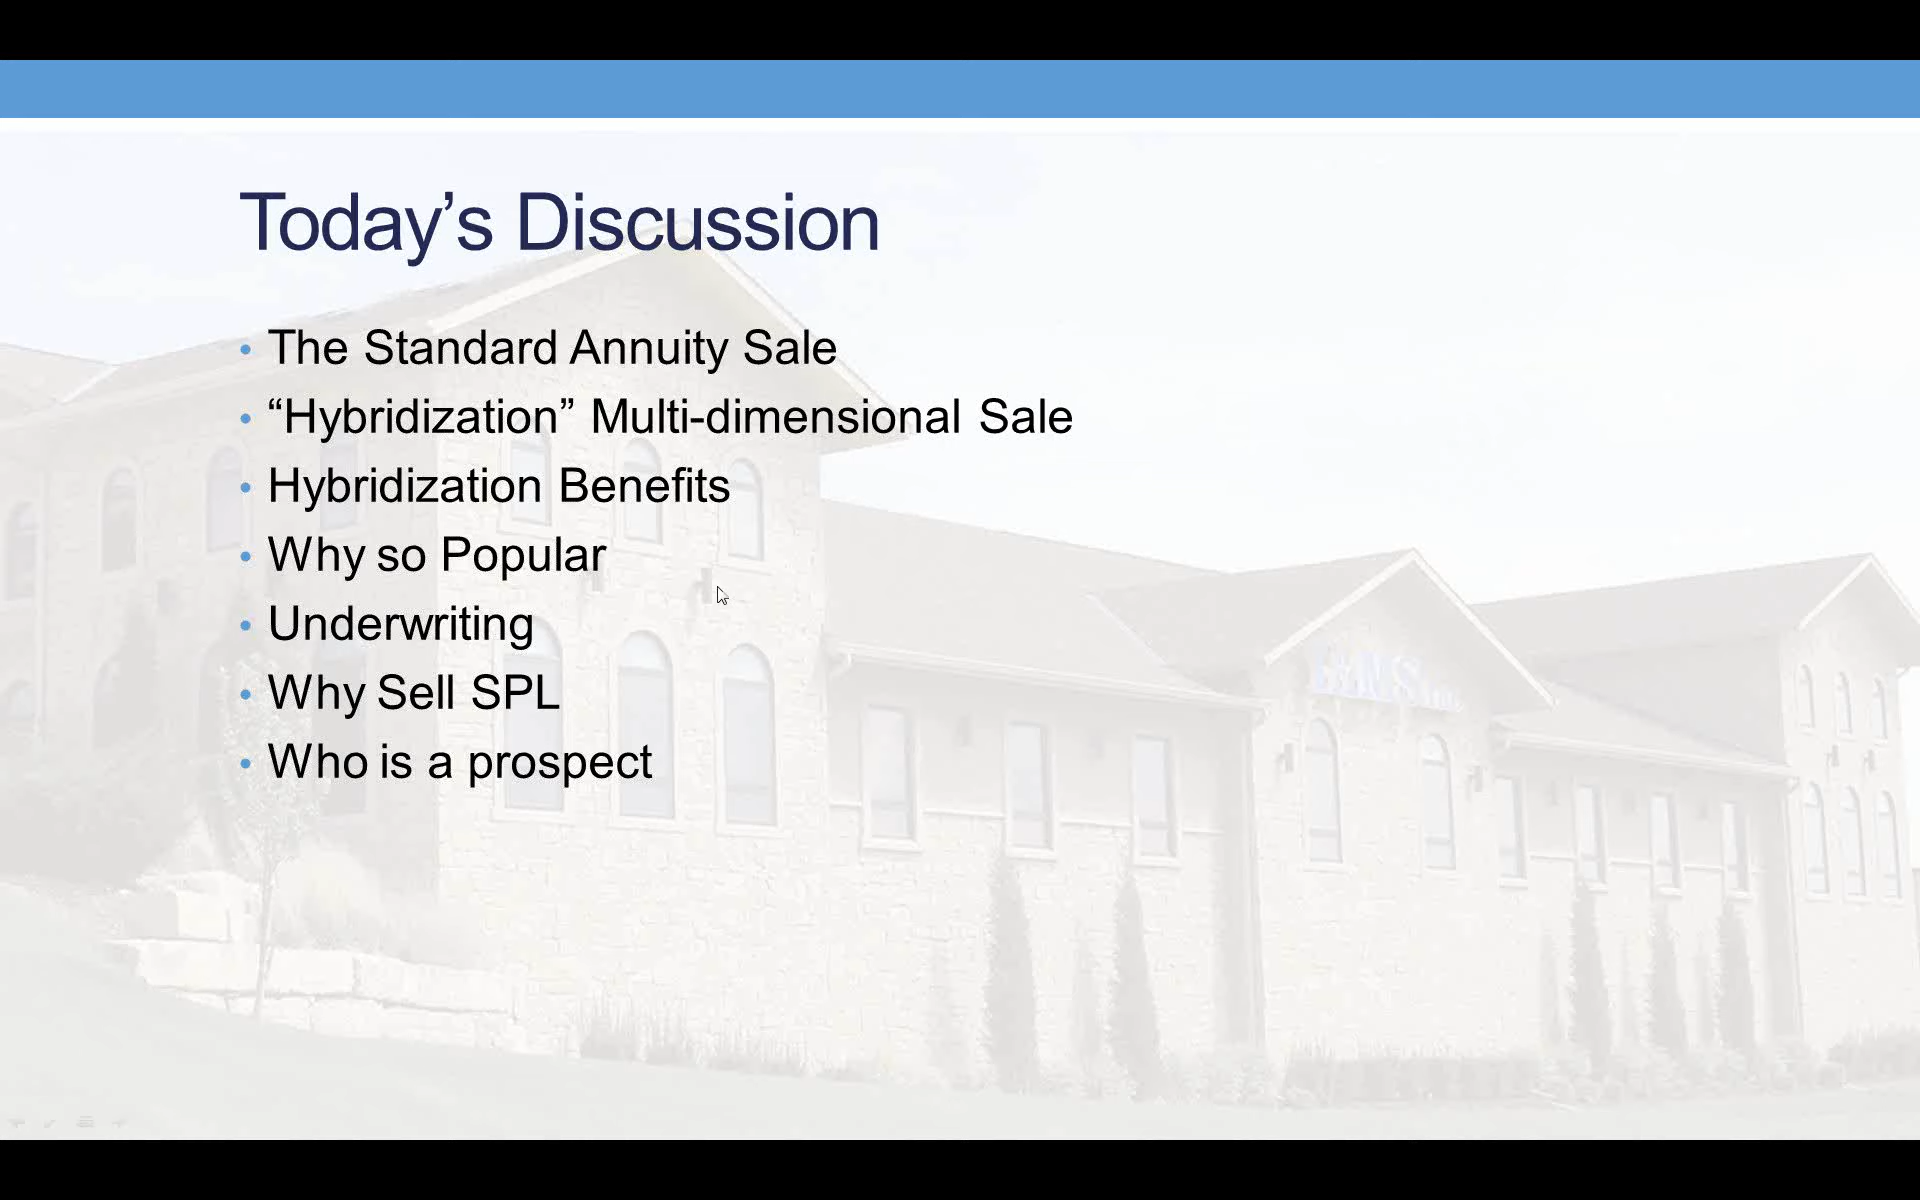 Today’s Discussion
• The Standard Annuity Sale
• “Hybridization” Multi-dimensional Sale
• Hybridization Benefits
• Why so Popular
• Underwriting
• Why Sell SPL
• Who is a prospect